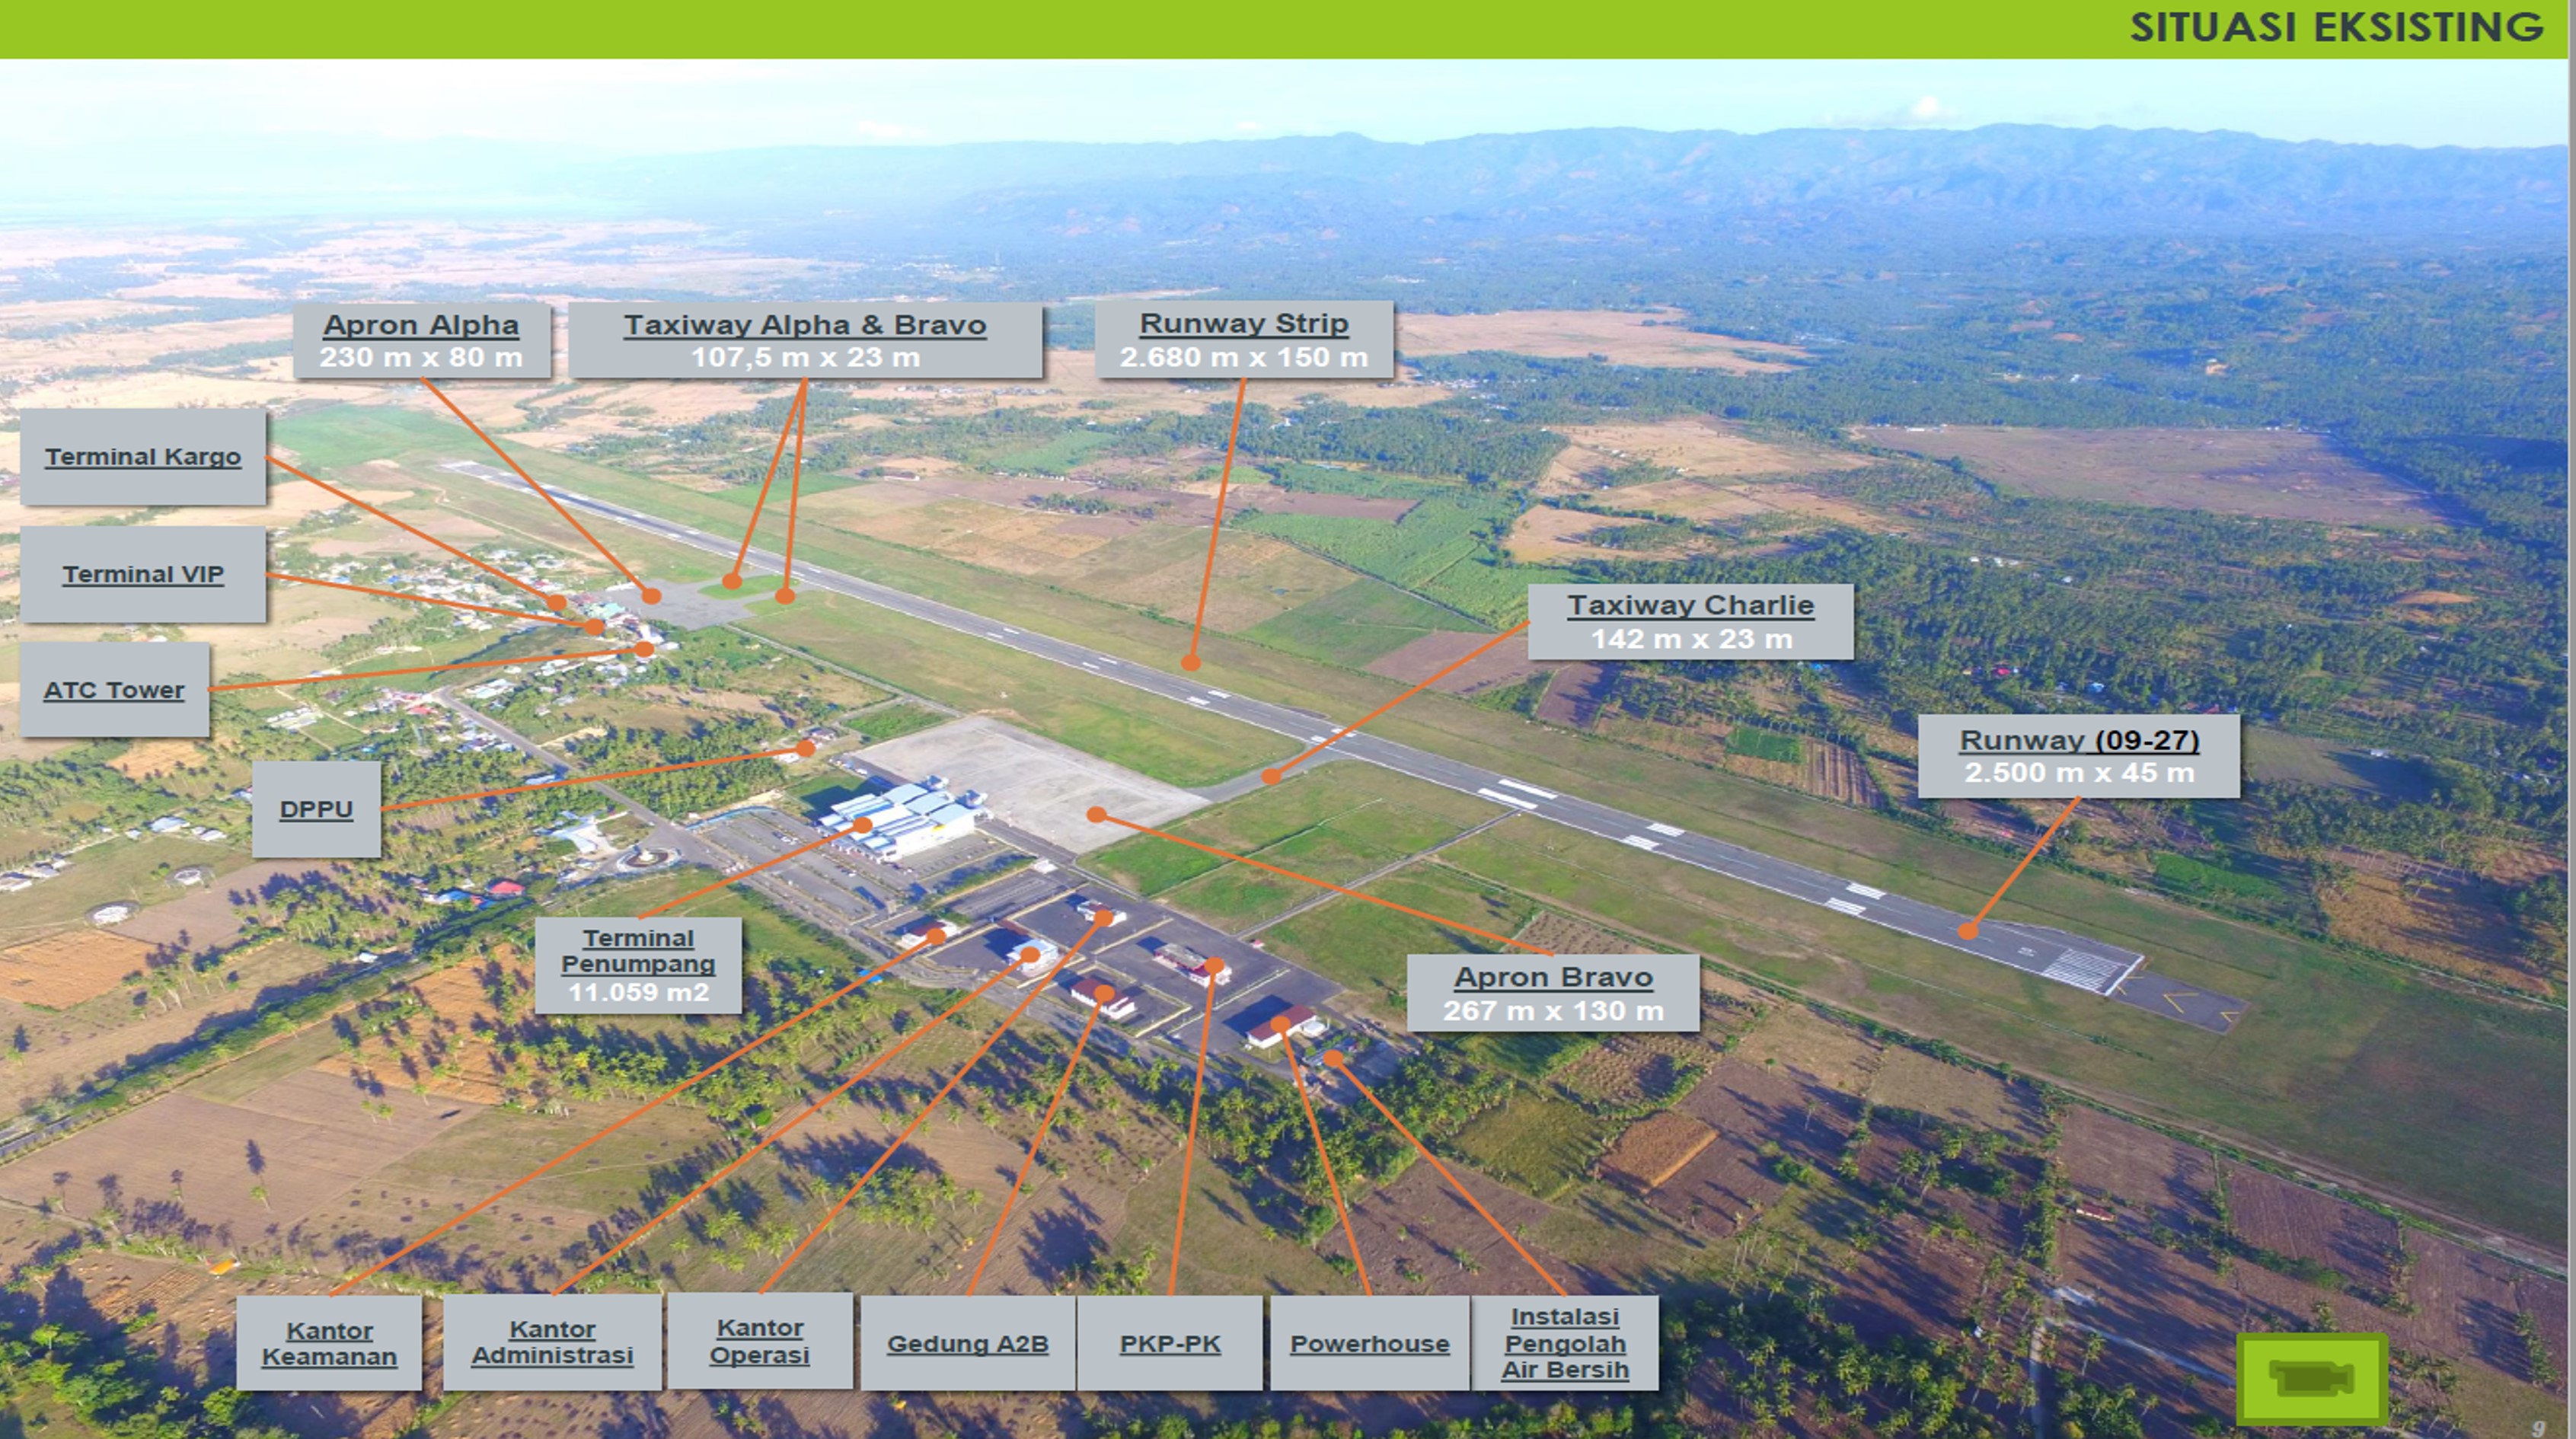 SITUASI EKSISTING
Apron Alpha
230 m x 80 m
Taxiway Alpha & Bravo
107,5 m x 23 m
Runway Strip
2.680 m x 150 m
Terminal Kargo
Terminal VIP
ATC Tower
DPPU
Taxiway Charlie
142 m x 23 m
Runway (09-27)
2.500 m x 45 m
Terminal
Penumpang
11.059 m2
Apron Bravo
267 m x 130 m
Kantor
Keamanan
Kantor
Administrasi
Kantor
Operasi
Gedung A2B
PKP-PK
Powerhouse
Instalasi
Pengolah
Air Bersih
9